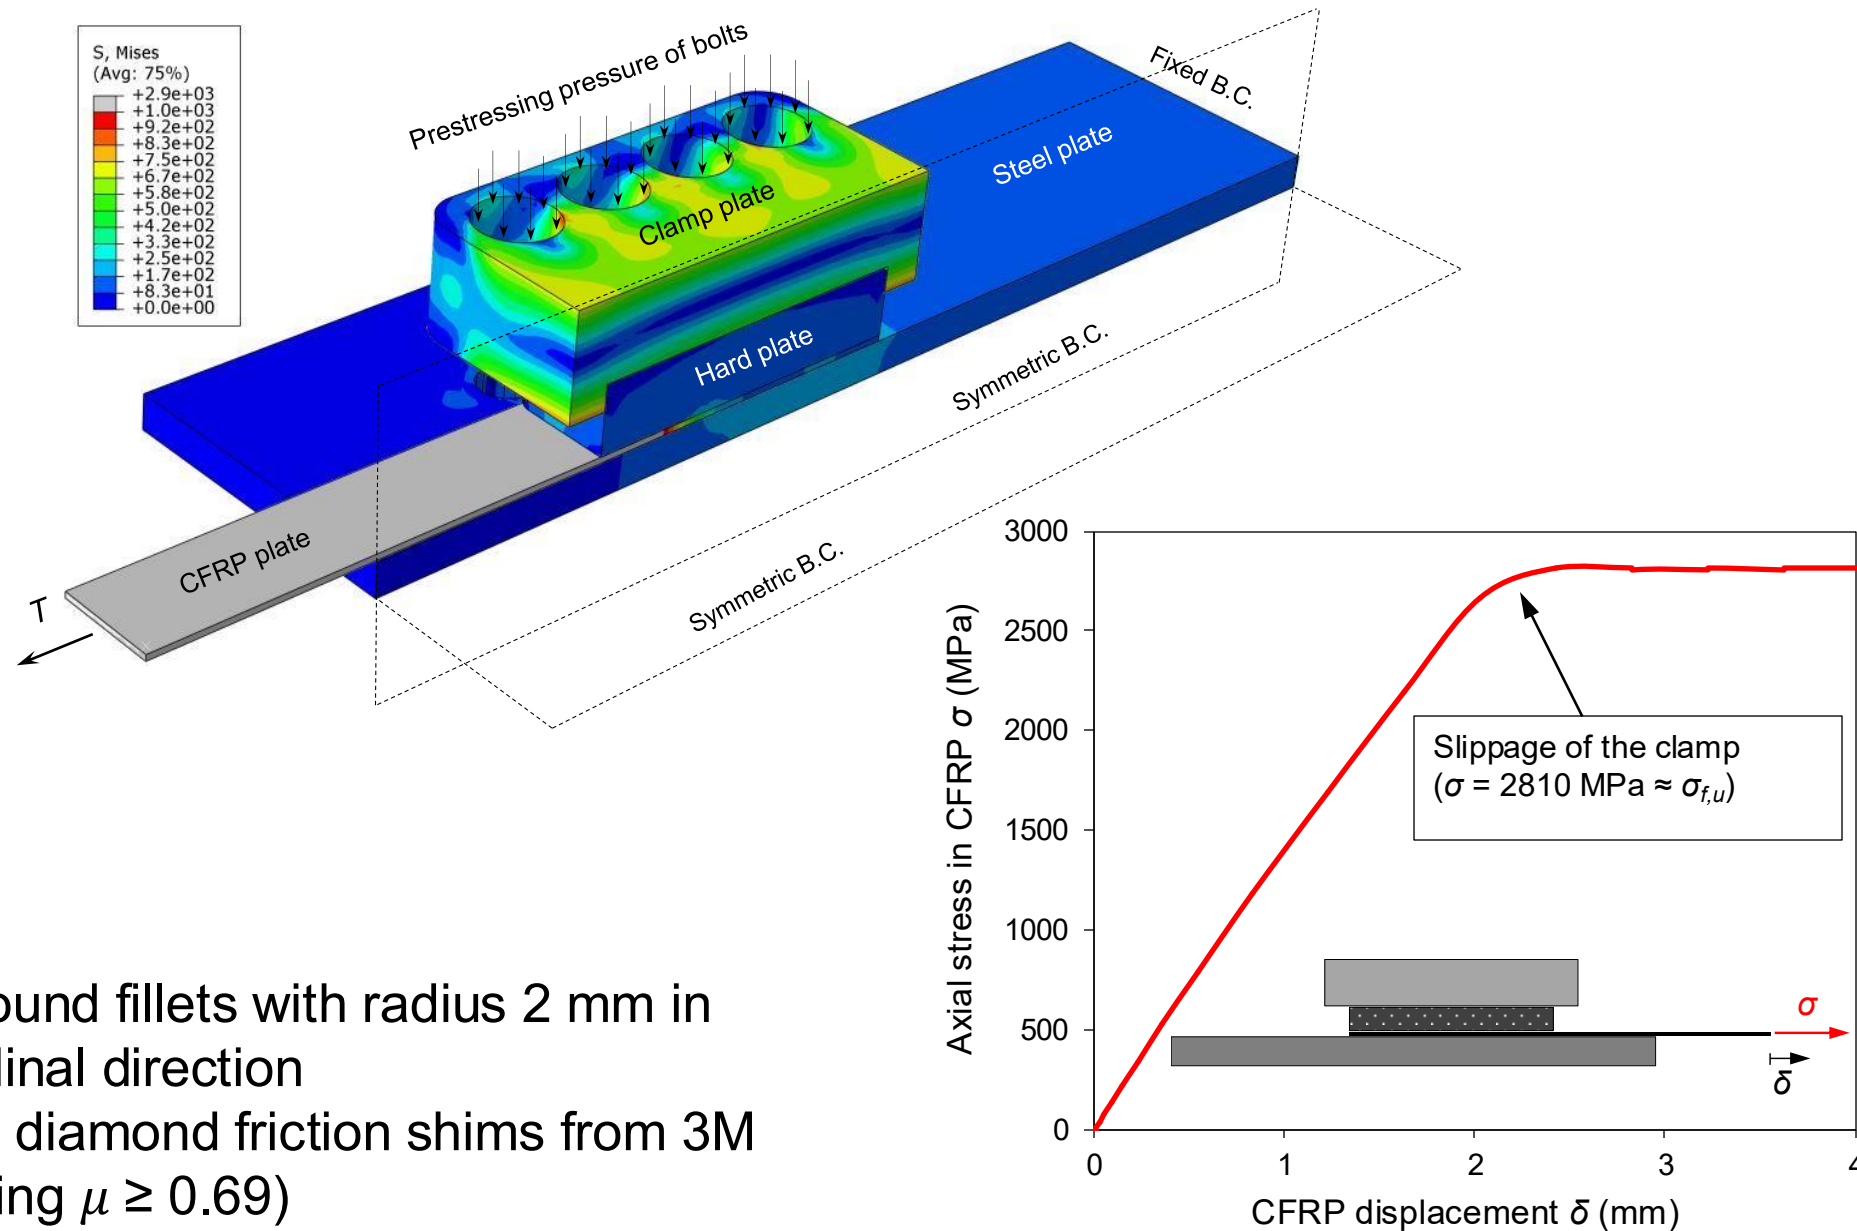 S, Mises
(Avg: 75%)
+2.9e+03
+1.0e+03
+9.2e+02
+8.3e+02
+7.5e+02
+6.7e+02
+5.8e+02
+5.0e+02
+4.2e+02
+3.3e+02
+2.5e+02
+1.7e+02
+8.3e+01
+0.0e+00
Prestressing pressure of bolts
Fixed B.C.
Steel plate
Clamp plate
Hard plate
Symmetric B.C.
CFRP plate
Symmetric B.C.
T
Axial stress in CFRP σ (MPa)
3000
2500
2000
1500
1000
500
0
Slippage of the clamp
(σ = 2810 MPa ≈ σf,u)
σ
δ
0
1
2
3
4
CFRP displacement δ (mm)
ound fillets with radius 2 mm in
linal direction
diamond friction shims from 3M
ing μ ≥ 0.69)